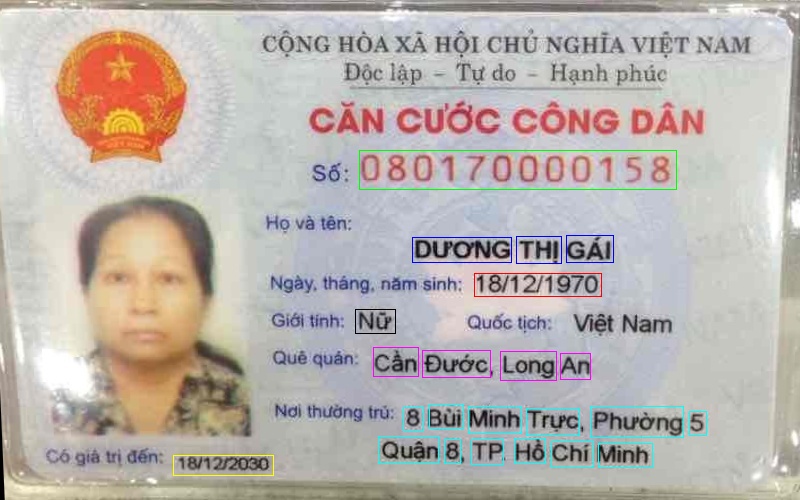 CỘNG HÒA XÃ HỘI CHỦ NGHĨA VIỆT NAM
Độc lập - Tự do - Hạnh phúc
CĂN CƯỚC CÔNG DÂN
Số: 080170000158
Họ và tên:
DƯƠNG THỊ GÁI
Ngày, tháng, năm sinh: 18/12/1970
Giới tính: Nữ Quốc tịch: Việt Nam
Quê quán: Cần Đước, Long An
Nơi thường trú: 8 Bùi Minh Trực, Phường 5
Quận 8, TP. Hồ Chí Minh
Có giá trị đến: 18/12/2030